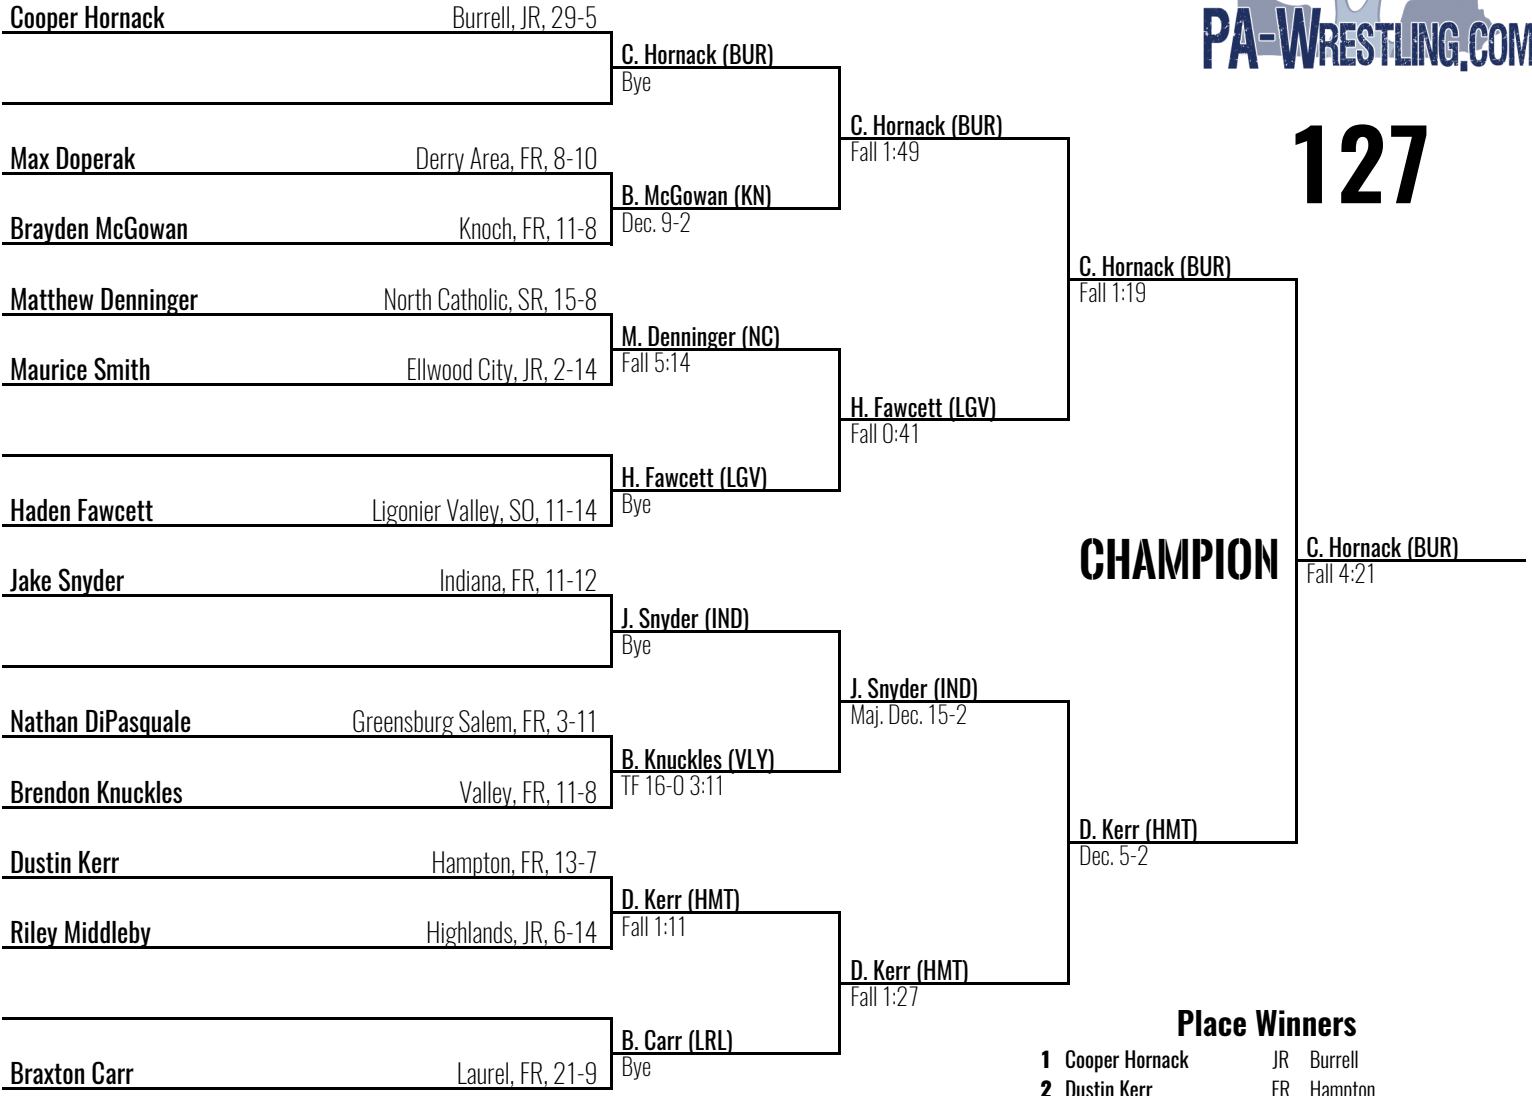 PA-WRESTLING.COM
127
Cooper Hornack Burrell, JR, 29-5
C. Hornack (BUR)
Bye
C. Hornack (BUR)
Fall 1:49
Max Doperak Derry Area, FR, 8-10
B. McGowan (KN)
Dec. 9-2
Brayden McGowan Knoch, FR, 11-8
C. Hornack (BUR)
Fall 1:19
Matthew Denninger North Catholic, SR, 15-8
M. Denninger (NC)
Fall 5:14
Maurice Smith Ellwood City, JR, 2-14
H. Fawcett (LGV)
Fall 0:41
H. Fawcett (LGV)
Bye
Haden Fawcett Ligonier Valley, SO, 11-14
CHAMPION
C. Hornack (BUR)
Fall 4:21
Jake Snyder Indiana, FR, 11-12
J. Snyder (IND)
Bye
J. Snyder (IND)
Maj. Dec. 15-2
Nathan DiPasquale Greensburg Salem, FR, 3-11
B. Knuckles (VLY)
TF 16-0 3:11
Brendon Knuckles Valley, FR, 11-8
D. Kerr (HMT)
Dec. 5-2
Dustin Kerr Hampton, FR, 13-7
D. Kerr (HMT)
Fall 1:11
Riley Middleby Highlands, JR, 6-14
D. Kerr (HMT)
Fall 1:27
B. Carr (LRL)
Bye
Braxton Carr Laurel, FR, 21-9
Place Winners
1 Cooper Hornack JR Burrell
2 Dustin Kerr FR Hampton